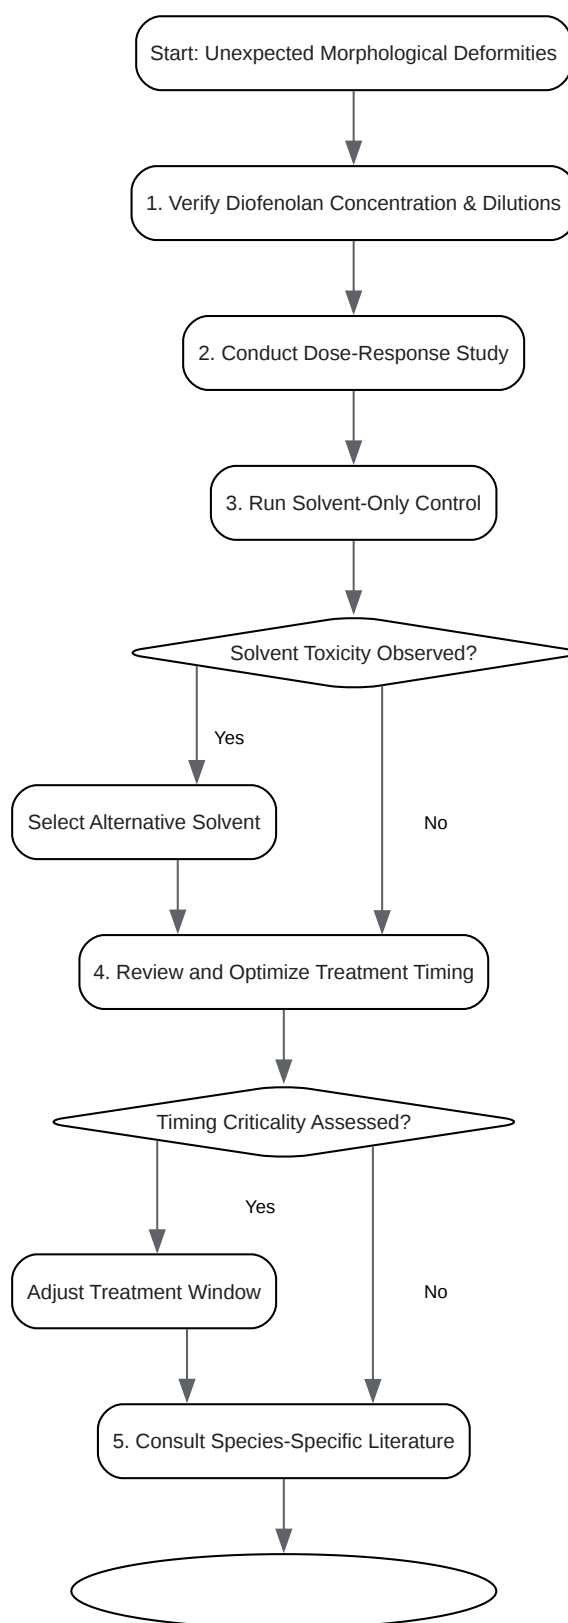 Start: Unexpected Morphological Deformities
1. Verify Diofenolan Concentration & Dilutions
2. Conduct Dose-Response Study
3. Run Solvent-Only Control
Solvent Toxicity Observed?
Yes
Select Alternative Solvent
No
4. Review and Optimize Treatment Timing
Timing Criticality Assessed?
Yes
Adjust Treatment Window
No
5. Consult Species-Specific Literature